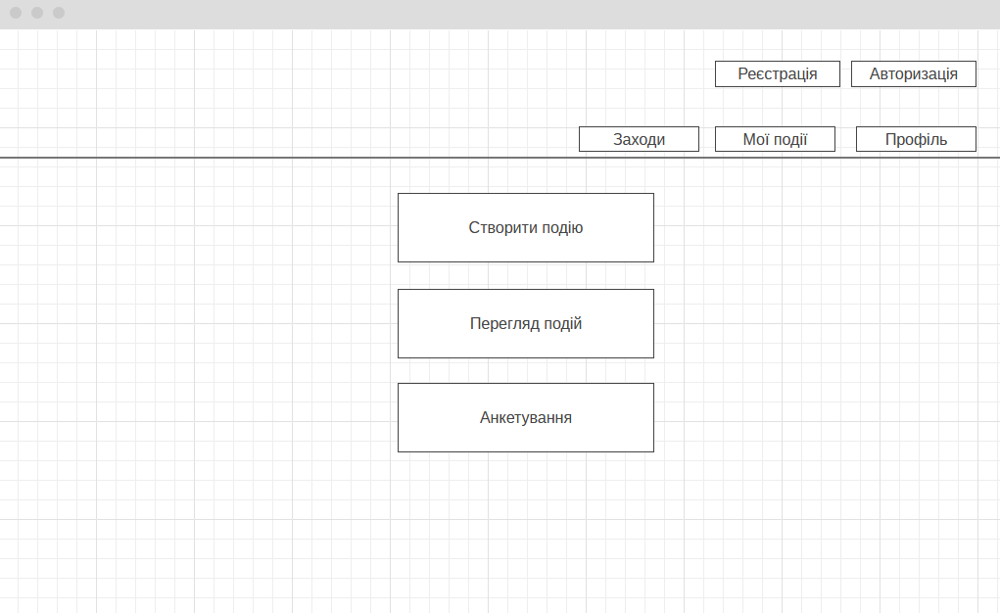 Реєстрація
Авторизація
Заходи
Мої події
Профіль
Створити подію
Перегляд подій
Анкетування